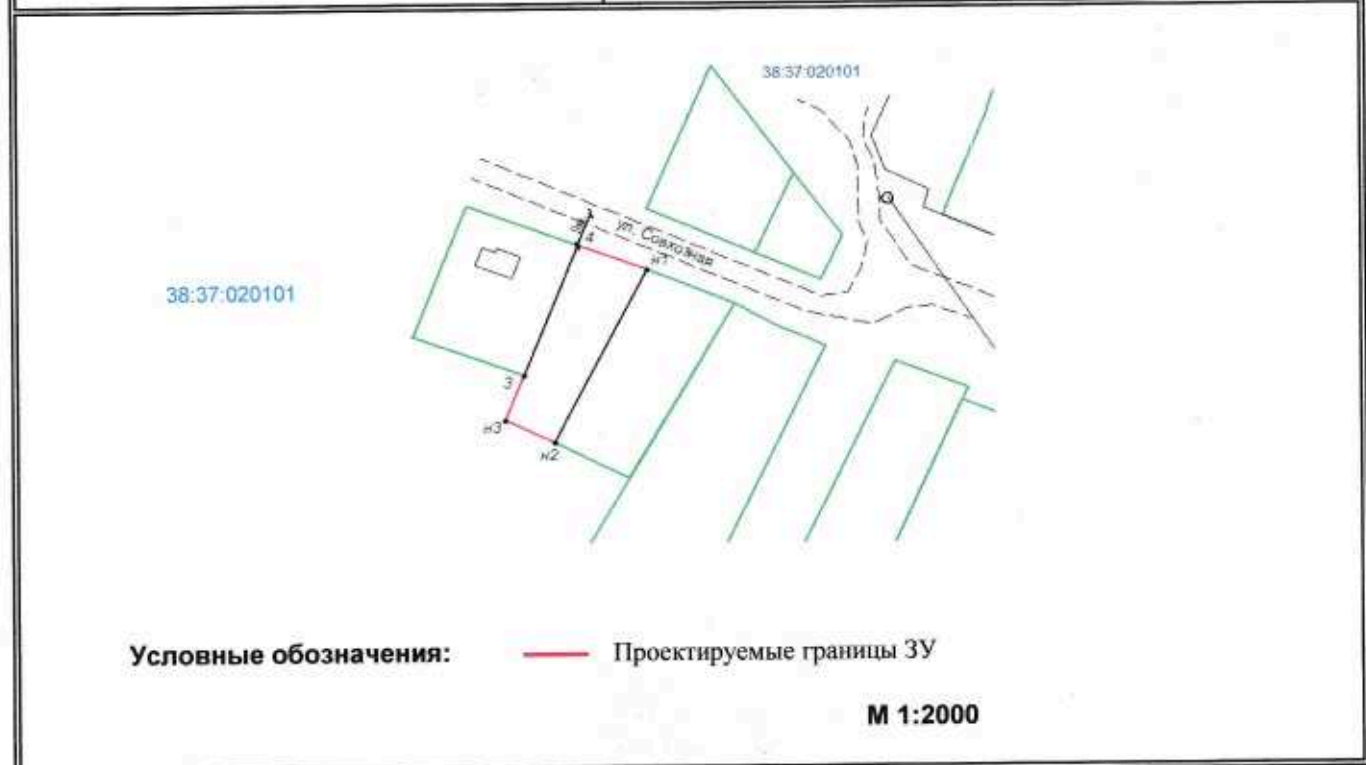 38:37:020101
ул. Совхозная
4
н1
38:37:020101
3
н3
н2
Условные обозначения: Проектируемые границы ЗУ
М 1:2000